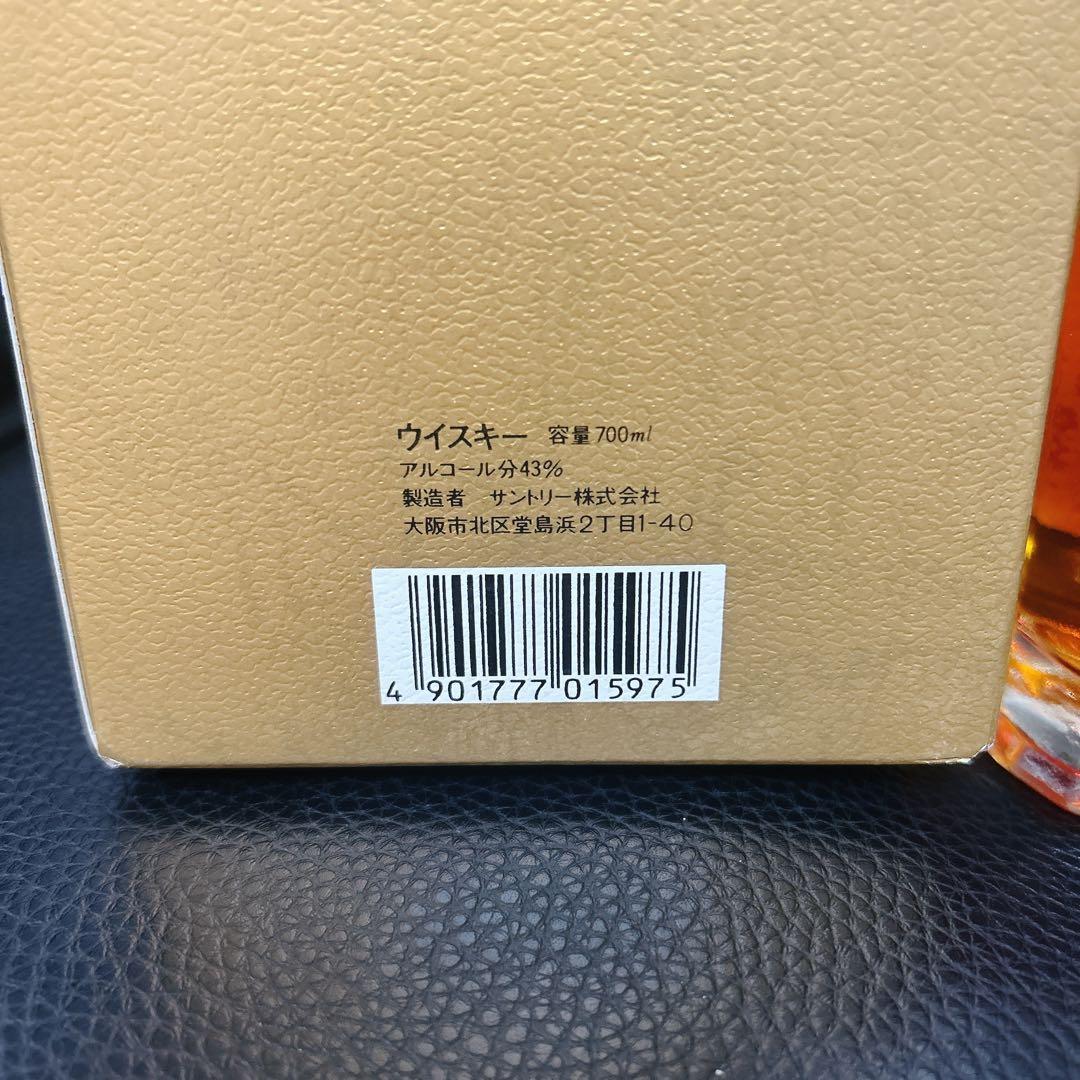 ウイスキー 容量700ml
アルコール分43%
製造者 サントリー株式会社
大阪市北区堂島浜2丁目1-40
4 901777 015975